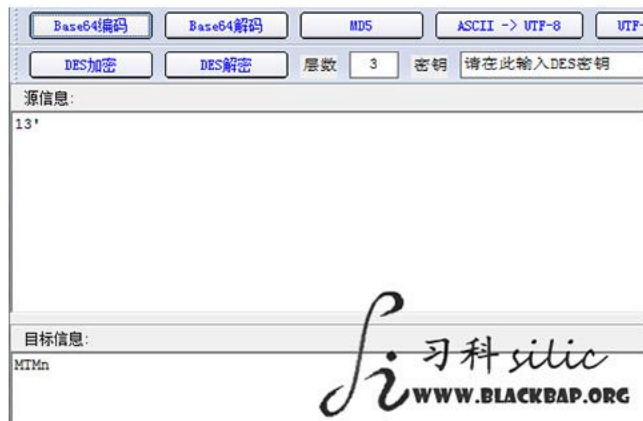 Base64编码 Base64解码 MD5 ASCII -> UTF-8 UTF-
DES加密 DES解密 层数 3 密钥 请在此输入DES密钥
源信息:
13'
目标信息:
MTMn
习科 silic
WWW.BLACKBAP.ORG